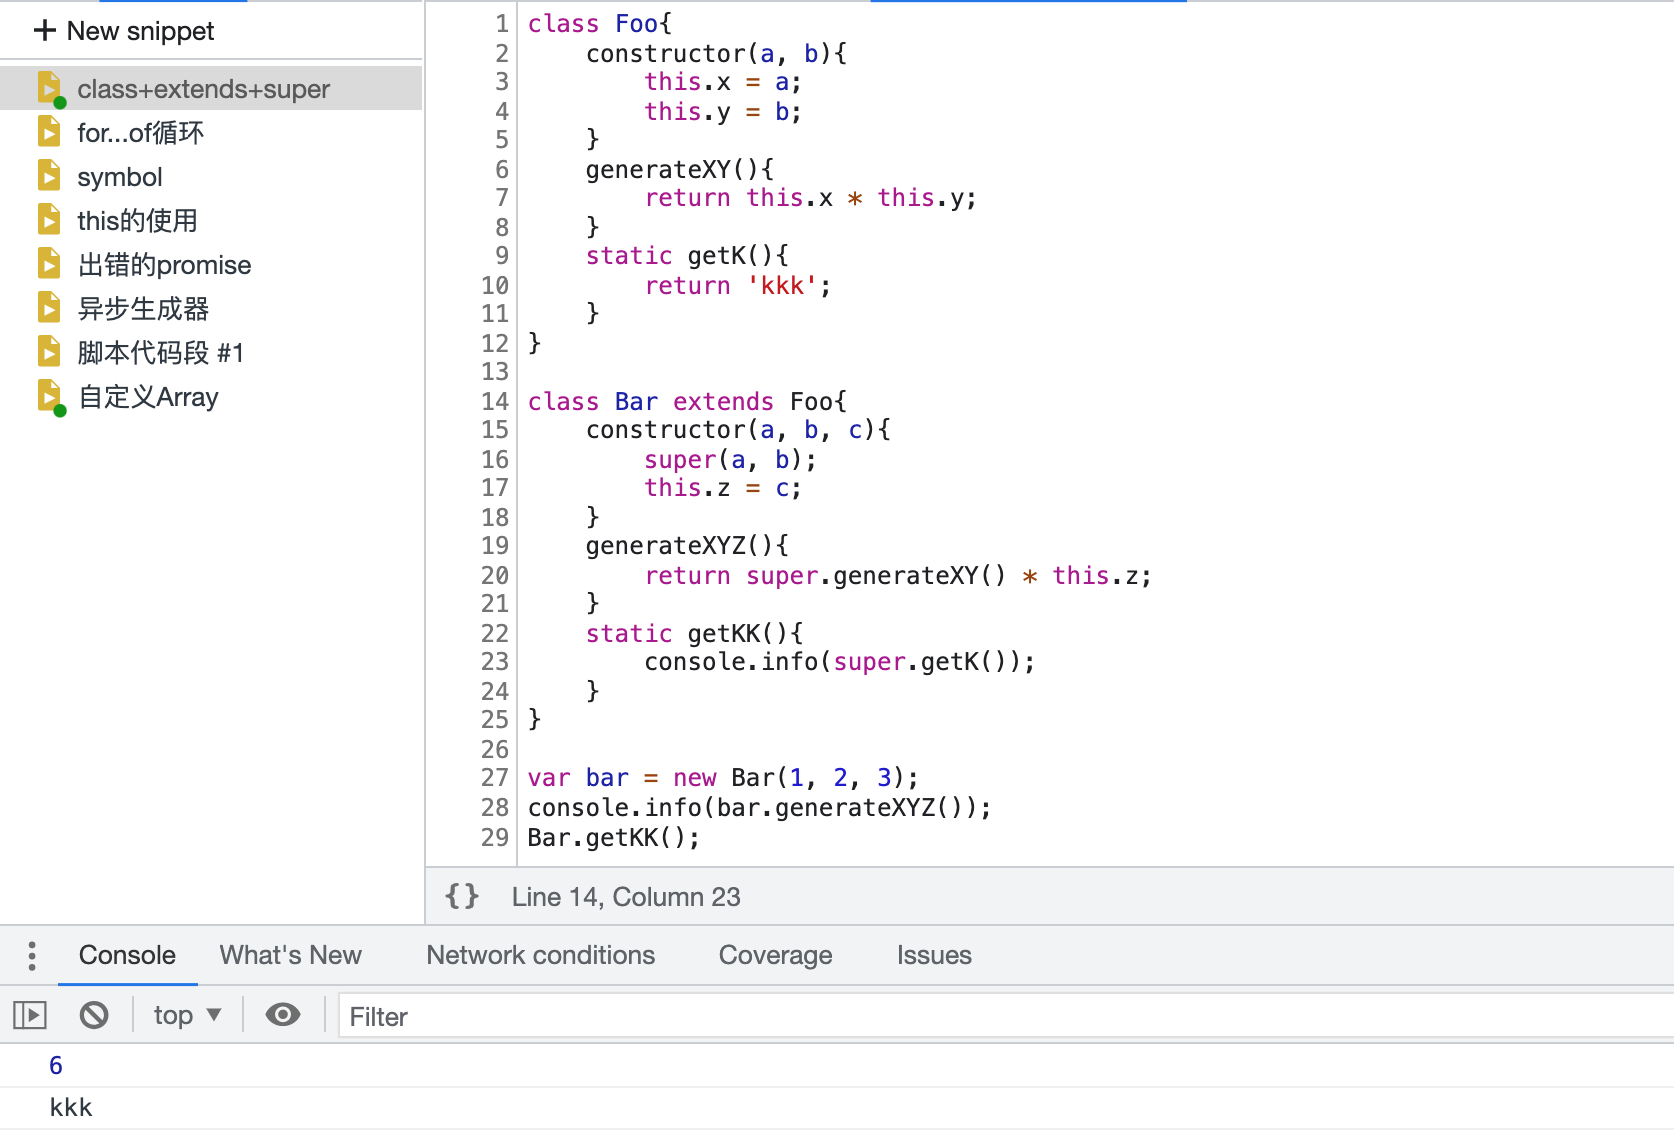 New snippet
class+extends+super
for...of循环
symbol
this的使用
出错的promise
异步生成器
脚本代码段 #1
自定义Array
1 class Foo{
2     constructor(a, b){
3         this.x = a;
4         this.y = b;
5     }
6     generateXY(){
7         return this.x * this.y;
8     }
9     static getK(){
10         return 'kkk';
11     }
12 }
13
14 class Bar extends Foo{
15     constructor(a, b, c){
16         super(a, b);
17         this.z = c;
18     }
19     generateXYZ(){
20         return super.generateXY() * this.z;
21     }
22     static getKK(){
23         console.info(super.getK());
24     }
25 }
26
27 var bar = new Bar(1, 2, 3);
28 console.info(bar.generateXYZ());
29 Bar.getKK();
{} Line 14, Column 23
Console What's New Network conditions Coverage Issues
top ▼ Filter
6
kkk